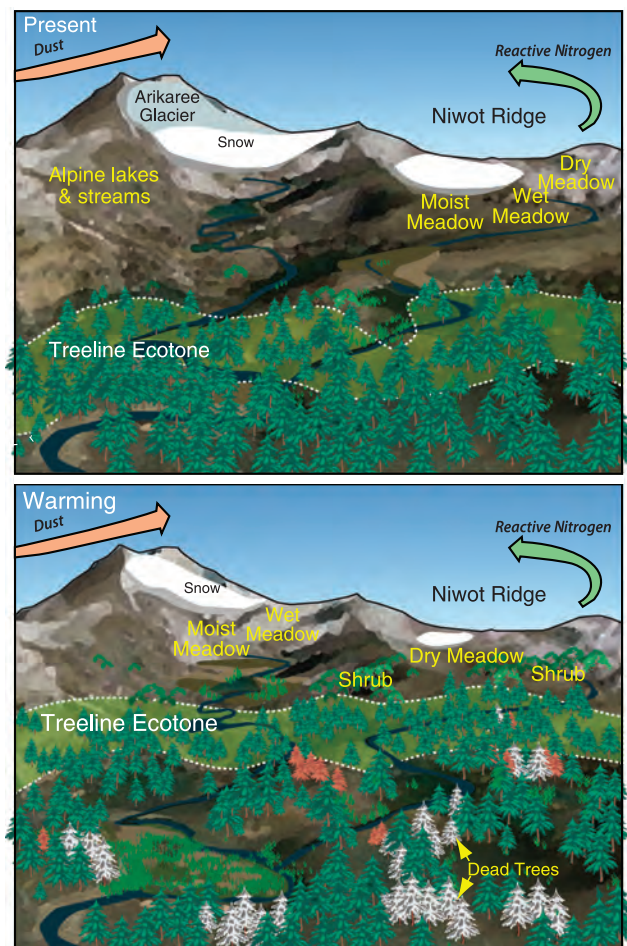 Present
Dust
Reactive Nitrogen
Arikaree
Glacier
Niwot Ridge
Snow
Alpine lakes
& streams
Dry
Meadow
Moist
Meadow
Wet
Meadow
Treeline Ecotone
Warming
Dust
Reactive Nitrogen
Snow
Niwot Ridge
Wet
Meadow
Moist
Meadow
Dry Meadow
Shrub
Shrub
Treeline Ecotone
Dead Trees